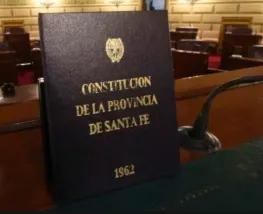 CONSTITUCION
DE LA PROVINCIA
DE SANTA FE
1962